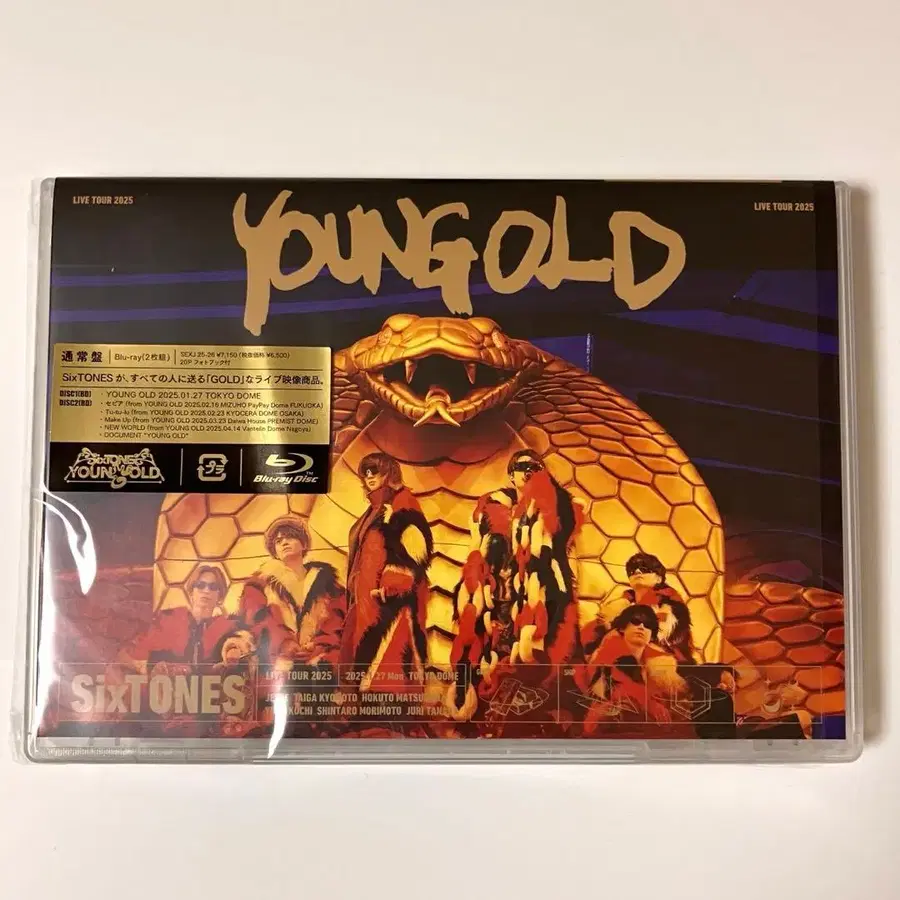 LIVE TOUR 2025
YOUNG OLD
LIVE TOUR 2025
通常盤 Blu-ray(2枚組) SEXJ 25-26 ¥7,150 (税抜価格 ¥6,500)
20P フォトブック付
SixTONESが、すべての人に送る「GOLD」なライブ映像商品。
DISC1(BD) ・YOUNG OLD 2025.01.27 TOKYO DOME
DISC2(BD) ・セピア (from YOUNG OLD 2025.02.16 MIZUHO PayPay Dome FUKUOKA)
・Tu-tu-lu (from YOUNG OLD 2025.02.23 KYOCERA DOME OSAKA)
・Make Up (from YOUNG OLD 2025.03.23 Daiwa House PREMIST DOME)
・NEW WORLD (from YOUNG OLD 2025.04.14 Vantelin Dome Nagoya)
・DOCUMENT "YOUNG OLD"
SixTONES
YOUNG OLD
プラ
Blu-ray Disc™
SixTONES
LIVE TOUR 2025 Mon TOKYO DOME
TAIGA HOKUTO
SHINTARO MORIMOTO JURI